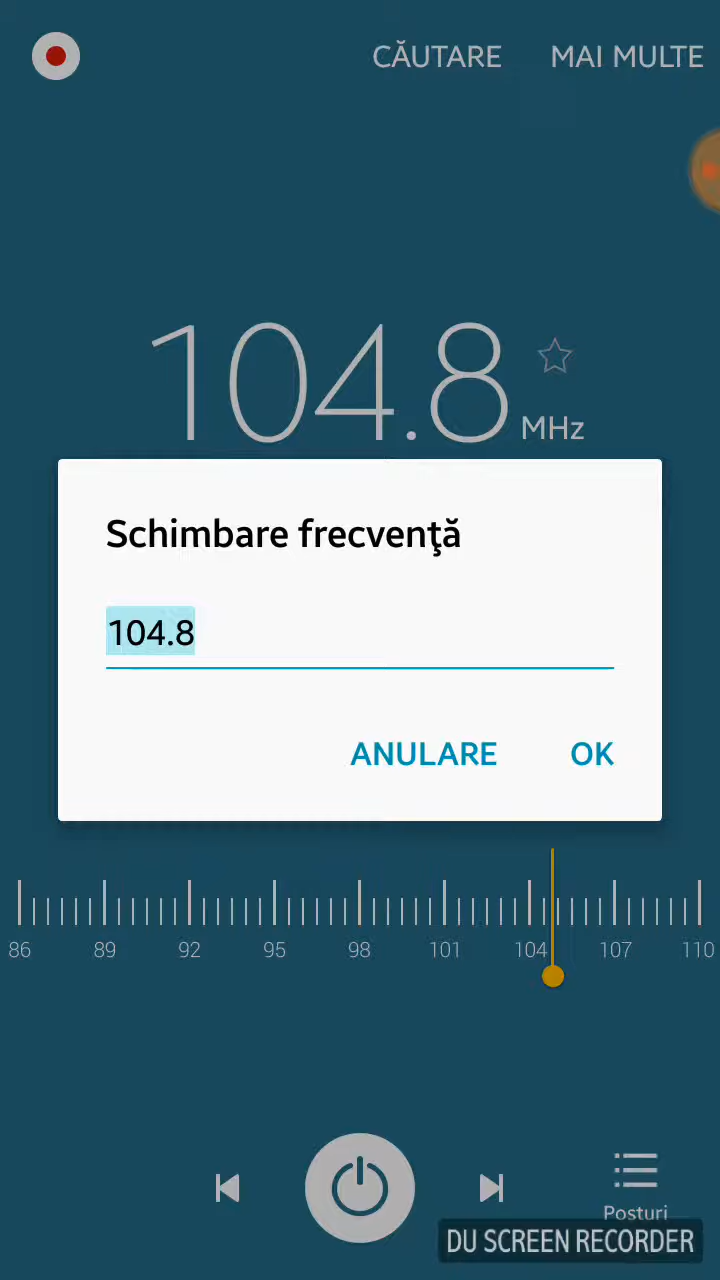 CĂUTARE MAI MULTE
104.8 MHz
Schimbare frecvenţă
104.8
ANULARE OK
86 89 92 95 98 101 104 107 110
Posturi
DU SCREEN RECORDER